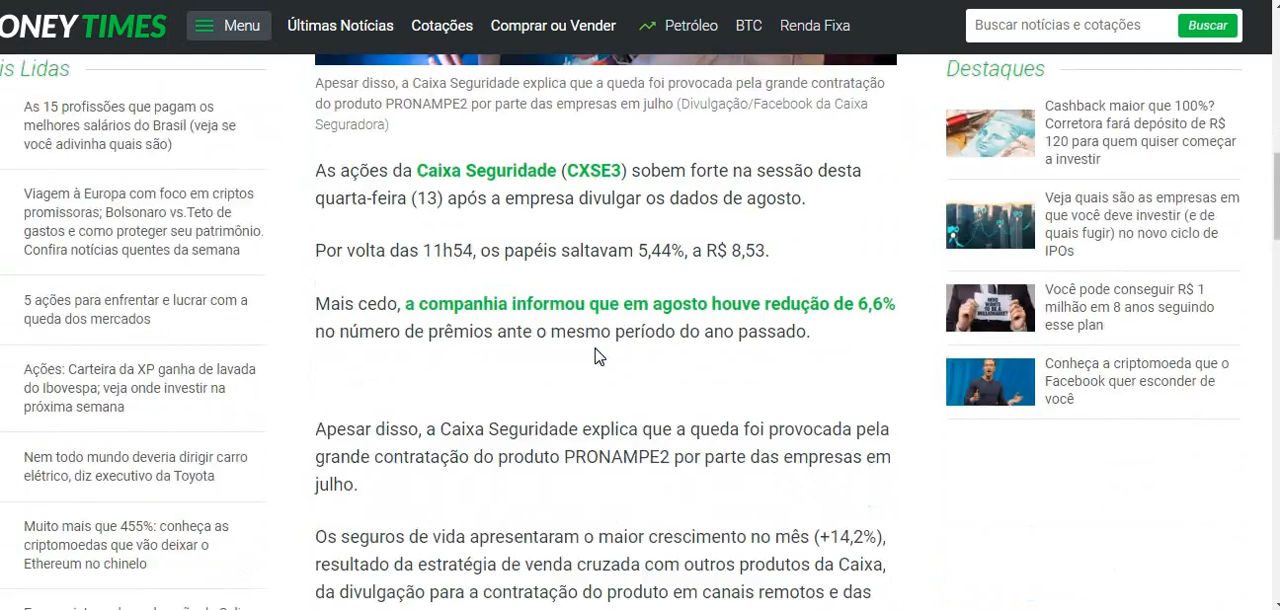 ONEYTIMES
Menu
Últimas Notícias
Cotações
Comprar ou Vender
Petróleo
BTC
Renda Fixa
Buscar notícias e cotações
Buscar
is Lidas
As 15 profissões que pagam os
melhores salários do Brasil (veja se
você adivinha quais são)
Viagem à Europa com foco em criptos
promissoras; Bolsonaro vs.Teto de
gastos e como proteger seu patrimônio.
Confira notícias quentes da semana
5 ações para enfrentar e lucrar com a
queda dos mercados
Ações: Carteira da XP ganha de lavada
do Ibovespa; veja onde investir na
próxima semana
Nem todo mundo deveria dirigir carro
elétrico, diz executivo da Toyota
Muito mais que 455%: conheça as
criptomoedas que vão deixar o
Ethereum no chinelo
Apesar disso, a Caixa Seguridade explica que a queda foi provocada pela grande contratação
do produto PRONAMPE2 por parte das empresas em julho (Divulgação/Facebook da Caixa
Seguradora)
As ações da Caixa Seguridade (CXSE3) sobem forte na sessão desta
quarta-feira (13) após a empresa divulgar os dados de agosto.
Por volta das 11h54, os papéis saltavam 5,44%, a R$ 8,53.
Mais cedo, a companhia informou que em agosto houve redução de 6,6%
no número de prêmios ante o mesmo período do ano passado.
Apesar disso, a Caixa Seguridade explica que a queda foi provocada pela
grande contratação do produto PRONAMPE2 por parte das empresas em
julho.
Os seguros de vida apresentaram o maior crescimento no mês (+14,2%),
resultado da estratégia de venda cruzada com outros produtos da Caixa,
da divulgação para a contratação do produto em canais remotos e das
Destaques
Cashback maior que 100%?
Corretora fará depósito de R$
120 para quem quiser começar
a investir
Veja quais são as empresas em
que você deve investir (e de
quais fugir) no novo ciclo de
IPOs
Você pode conseguir R$ 1
milhão em 8 anos seguindo
esse plan
Conheça a criptomoeda que o
Facebook quer esconder de
você